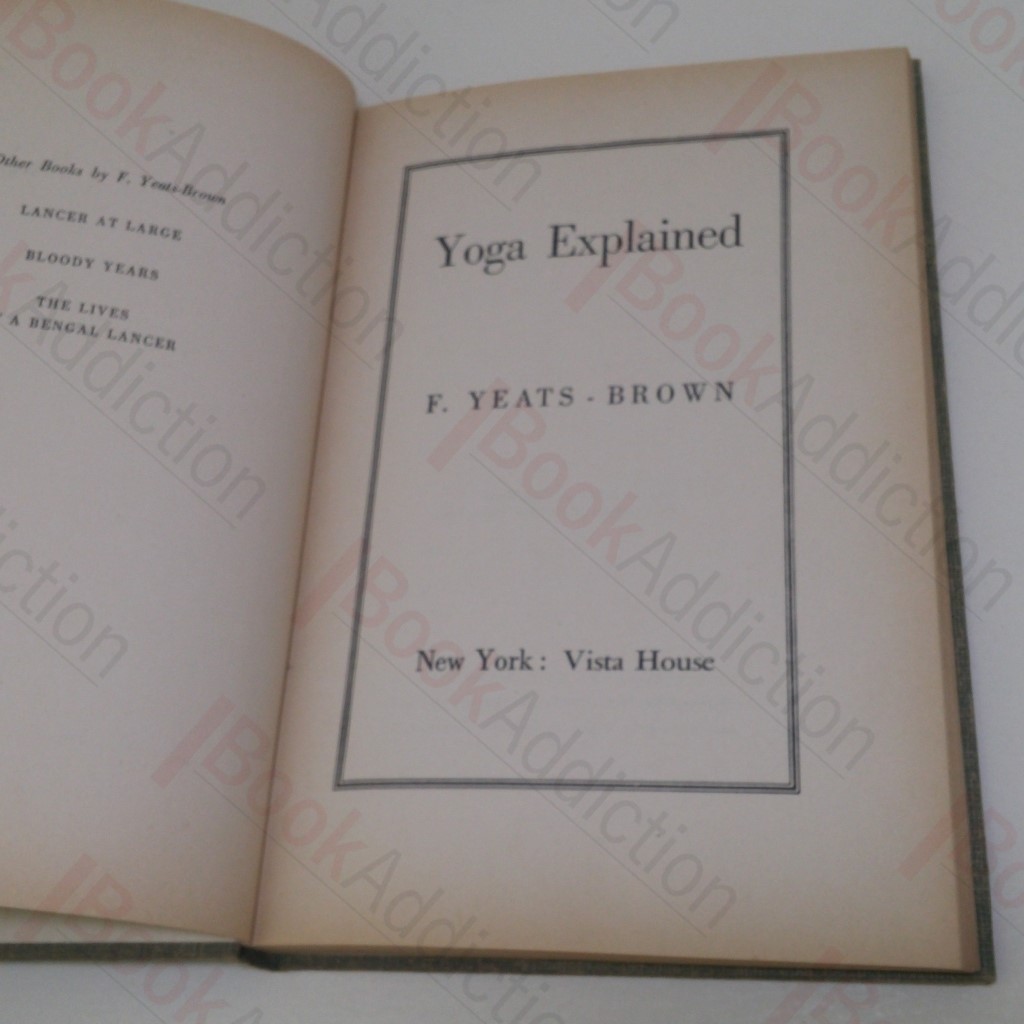 Other Books by F. Yeats-Brown
LANCER AT LARGE
BLOODY YEARS
THE LIVES
A BENGAL LANCER
Yoga Explained
F. YEATS - BROWN
New York: Vista House
BookAddiction